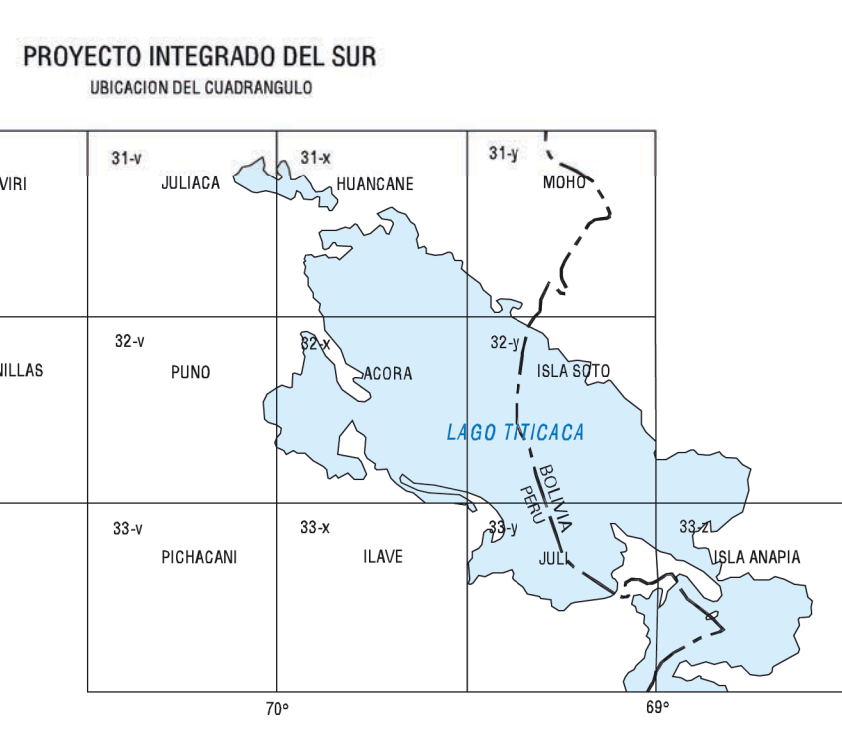 PROYECTO INTEGRADO DEL SUR
UBICACION DEL CUADRANGULO
31-v
31-x
31-y
VIRI
JULIACA
HUANCANE
MOHO
32-v
32-x
32-y
NILLAS
PUNO
ACORA
ISLA SOTO
LAGO TITICACA
BOLIVIA
PERU
33-v
33-x
33-y
33-z
PICHACANI
ILAVE
JULI
ISLA ANAPIA
70°
69°